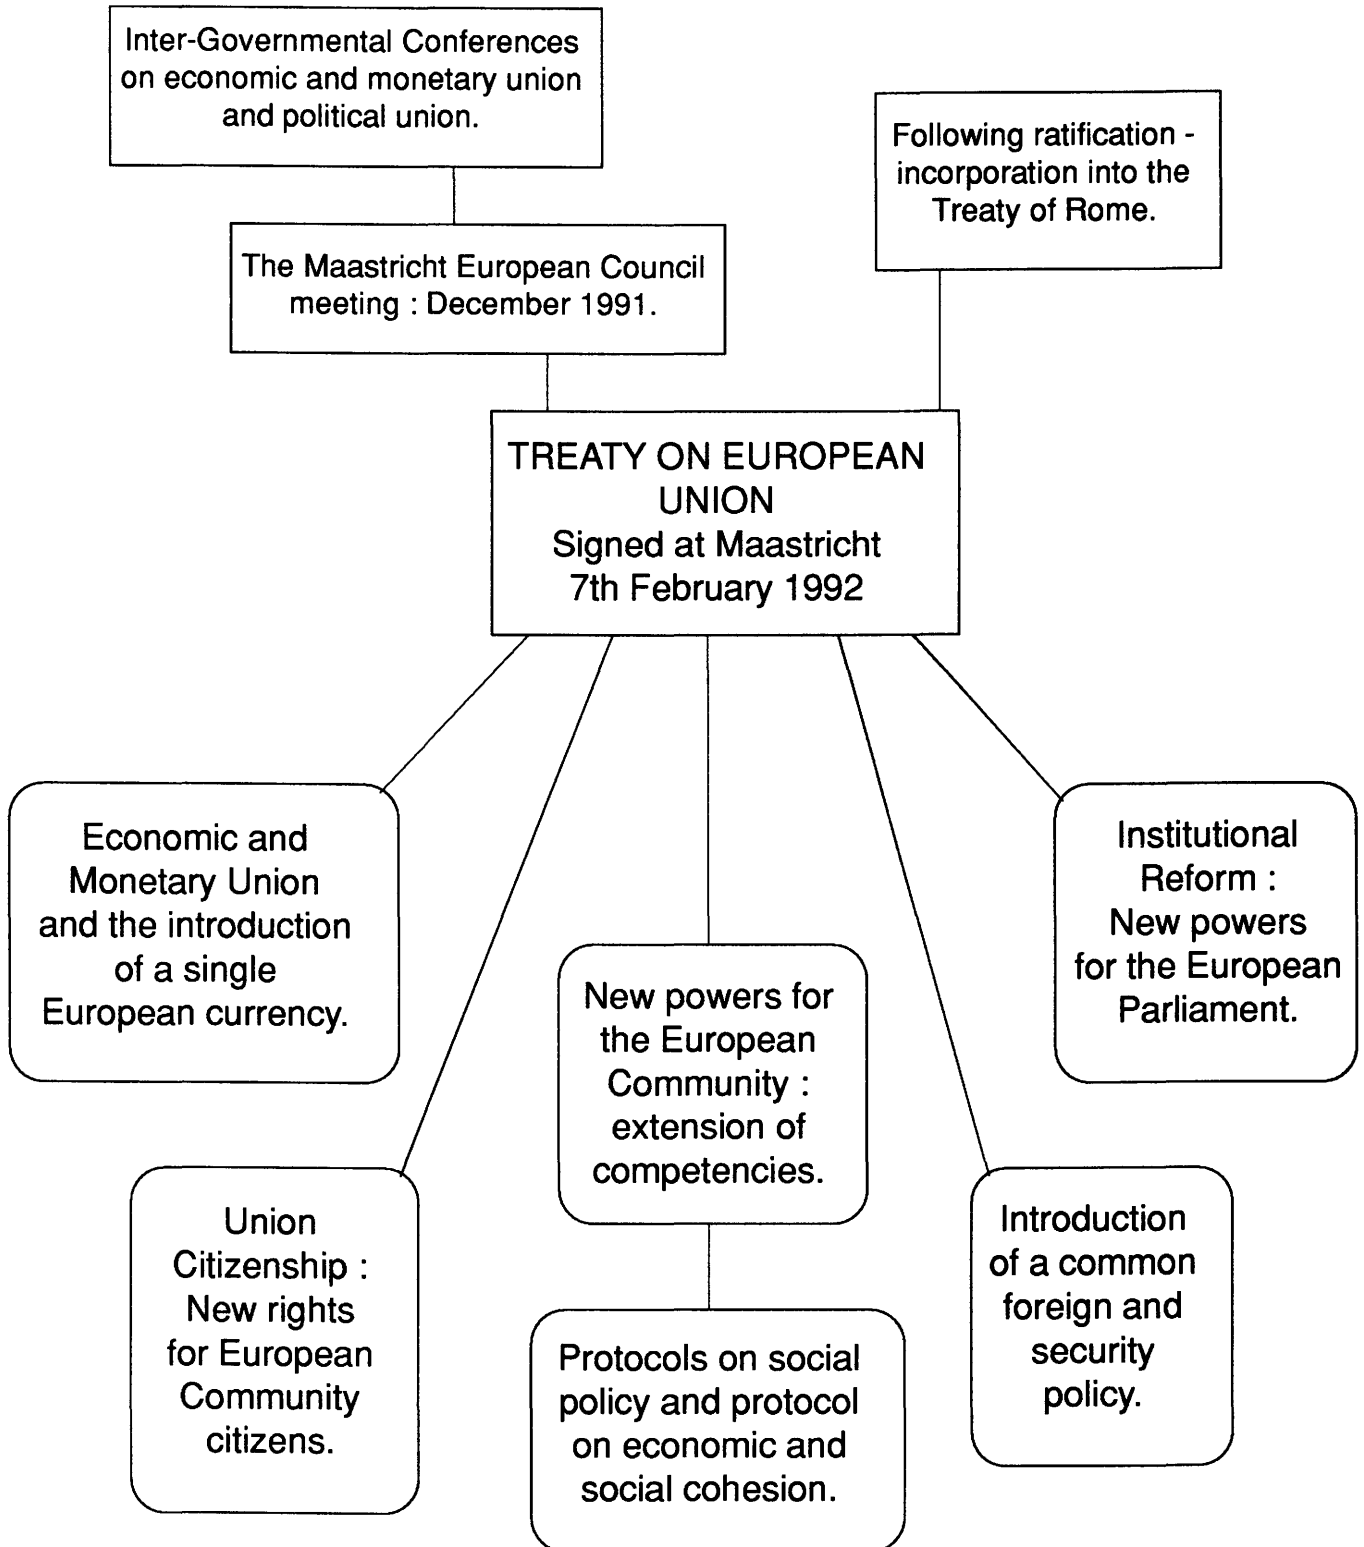 Inter-Governmental Conferences
on economic and monetary union
and political union.
Following ratification -
incorporation into the
Treaty of Rome.
The Maastricht European Council
meeting : December 1991.
TREATY ON EUROPEAN
UNION
Signed at Maastricht
7th February 1992
Economic and
Monetary Union
and the introduction
of a single
European currency.
Institutional
Reform :
New powers
for the European
Parliament.
New powers for
the European
Community :
extension of
competencies.
Union
Citizenship :
New rights
for European
Community
citizens.
Introduction
of a common
foreign and
security
policy.
Protocols on social
policy and protocol
on economic and
social cohesion.